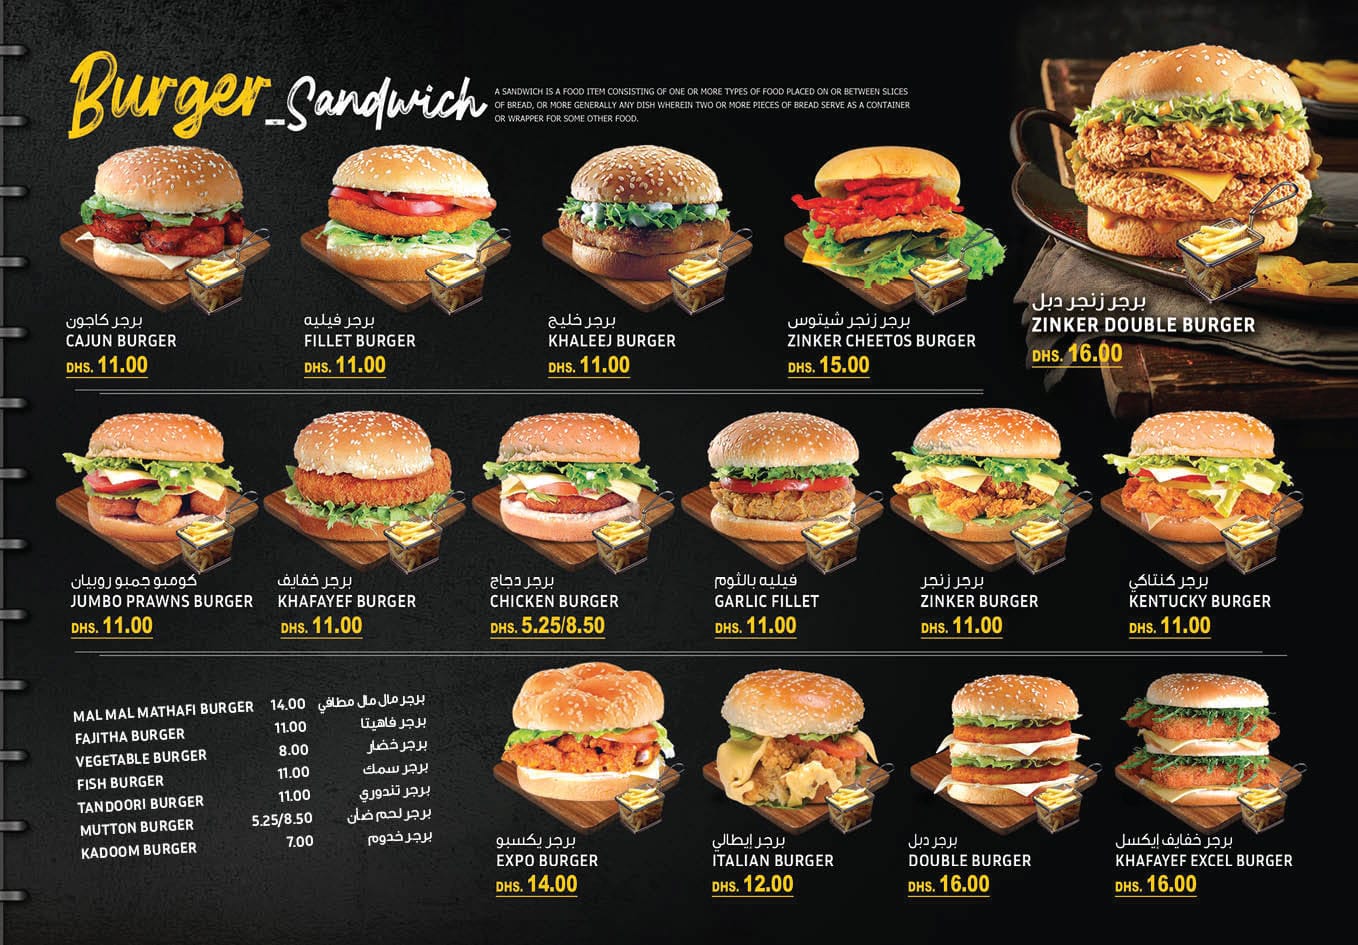 Burger Sandwich
A SANDWICH IS A FOOD ITEM CONSISTING OF ONE OR MORE TYPES OF FOOD PLACED ON OR BETWEEN SLICES
OF BREAD, OR MORE GENERALLY ANY DISH WHEREIN TWO OR MORE PIECES OF BREAD SERVE AS A CONTAINER
OR WRAPPER FOR SOME OTHER FOOD.
برجر كاجون
CAJUN BURGER
DHS. 11.00
برجر فيليه
FILLET BURGER
DHS. 11.00
برجر خليج
KHALEEJ BURGER
DHS. 11.00
برجر زنجر شيتوس
ZINKER CHEETOS BURGER
DHS. 15.00
برجر زنجر دبل
ZINKER DOUBLE BURGER
DHS. 16.00
كومبو جمبو روبيان
JUMBO PRAWNS BURGER
DHS. 11.00
برجر خفايف
KHAFAYEF BURGER
DHS. 11.00
برجر دجاج
CHICKEN BURGER
DHS. 5.25/8.50
فيليه بالثوم
GARLIC FILLET
DHS. 11.00
برجر زنجر
ZINKER BURGER
DHS. 11.00
برجر كنتاكي
KENTUCKY BURGER
DHS. 11.00
MAL MAL MATHAFI BURGER 14.00 برجر مال مال مطافي
FAJITHA BURGER 11.00 برجر فاهيتا
VEGETABLE BURGER 8.00 برجر خضار
FISH BURGER 11.00 برجر سمك
TANDOORI BURGER 11.00 برجر تندوري
MUTTON BURGER 5.25/8.50 برجر لحم ضأن
KADOOM BURGER 7.00 برجر خدوم
برجر يكسبو
EXPO BURGER
DHS. 14.00
برجر إيطالي
ITALIAN BURGER
DHS. 12.00
برجر دبل
DOUBLE BURGER
DHS. 16.00
برجر خفايف إيكسل
KHAFAYEF EXCEL BURGER
DHS. 16.00